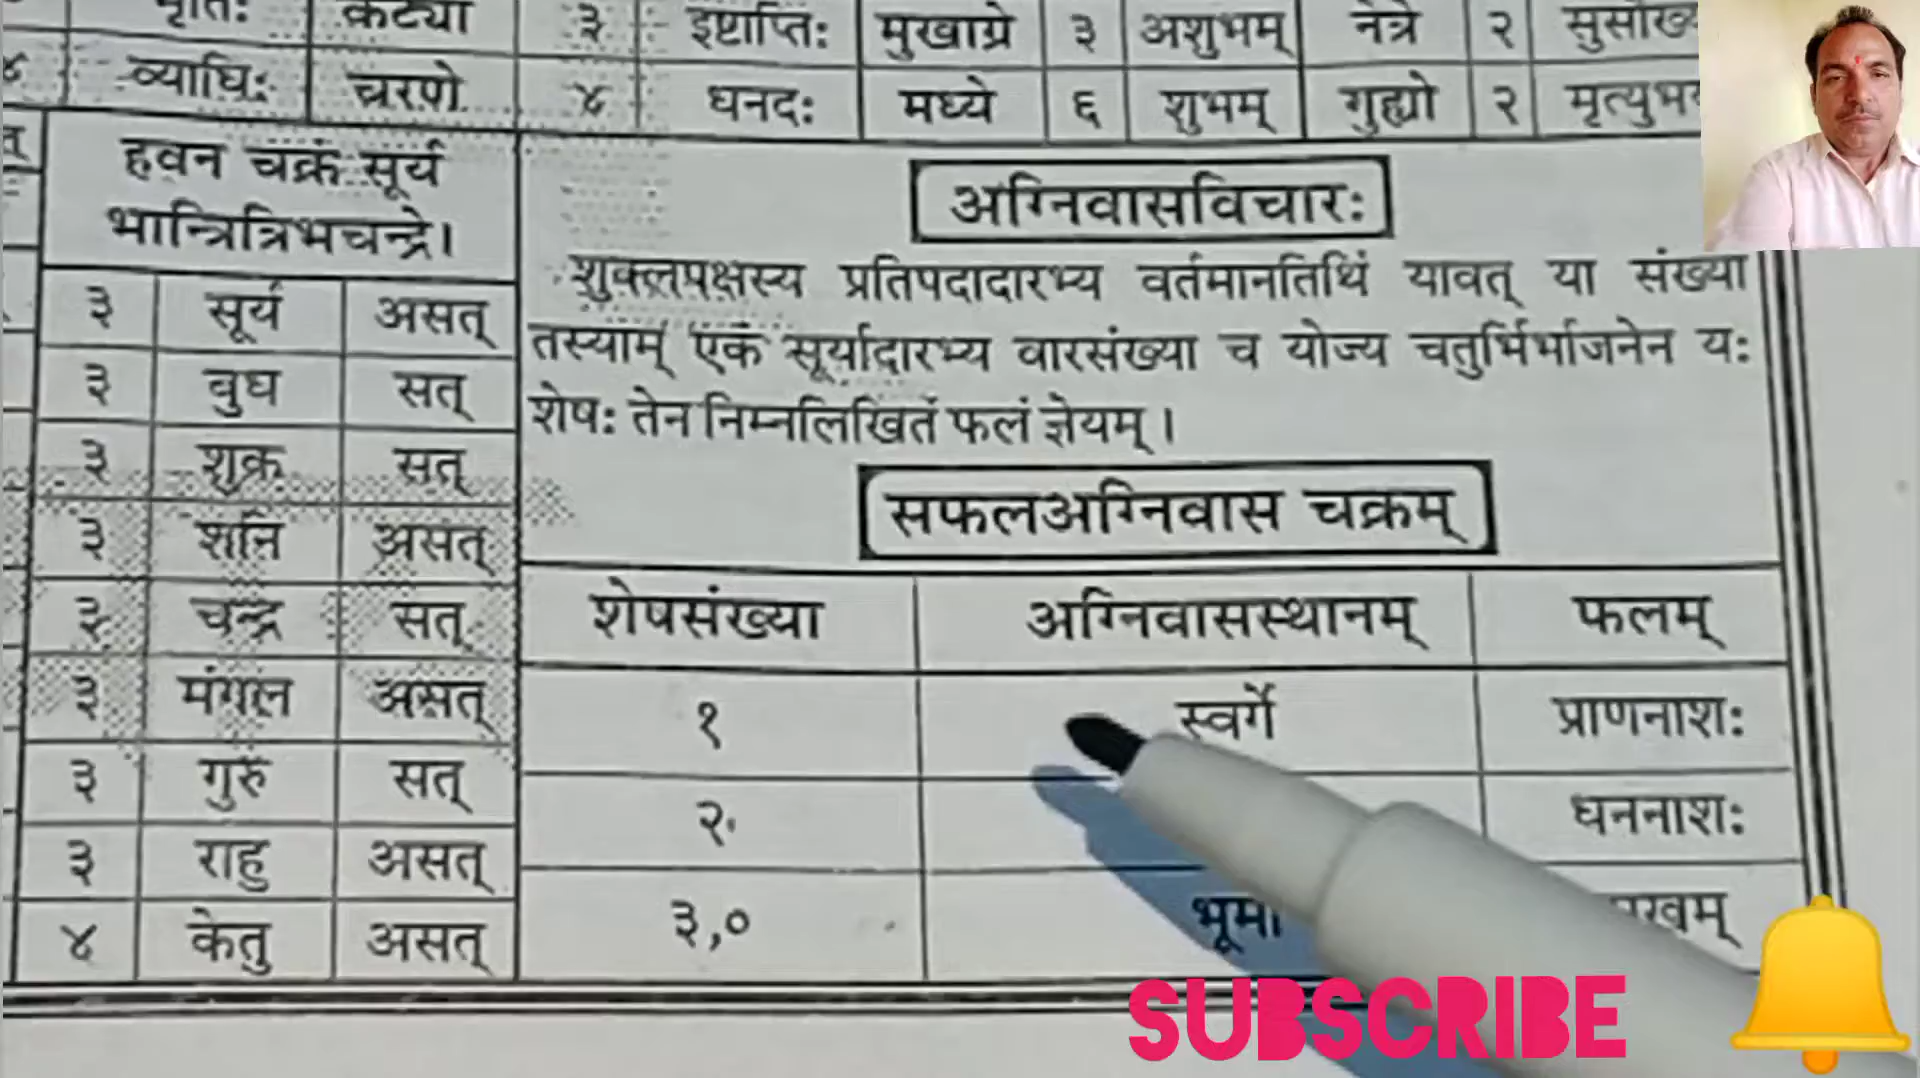 कट्या ३ इष्टाप्तिः मुखाग्रे ३ अशुभम् नेत्रे २
४ व्याधिः चरणे ४ धनदः मध्ये ६ शुभम् गुह्यो २
हवन चक्रं सूर्य
भान्त्रित्रिभचन्द्रे।
३ सूर्य असत्
३ बुध सत्
३ शुक्र सत्
३ शनि असत्
३ चन्द्र सत्
३ मंगल असत्
३ गुरु सत्
३ राहु असत्
४ केतु असत्
अग्निवासविचारः
शुक्लपक्षस्य प्रतिपदादारभ्य वर्तमानतिथिं यावत् या संख्या
तस्याम् एकं सूर्यादारभ्य वारसंख्या च योज्य चतुर्भिर्भाजनेन यः
शेषः तेन निम्नलिखितं फलं ज्ञेयम् ।
सफलअग्निवास चक्रम्
शेषसंख्या अग्निवासस्थानम् फलम्
१ स्वर्गे प्राणनाशः
२ धननाशः
३,०
SUBSCRIBE